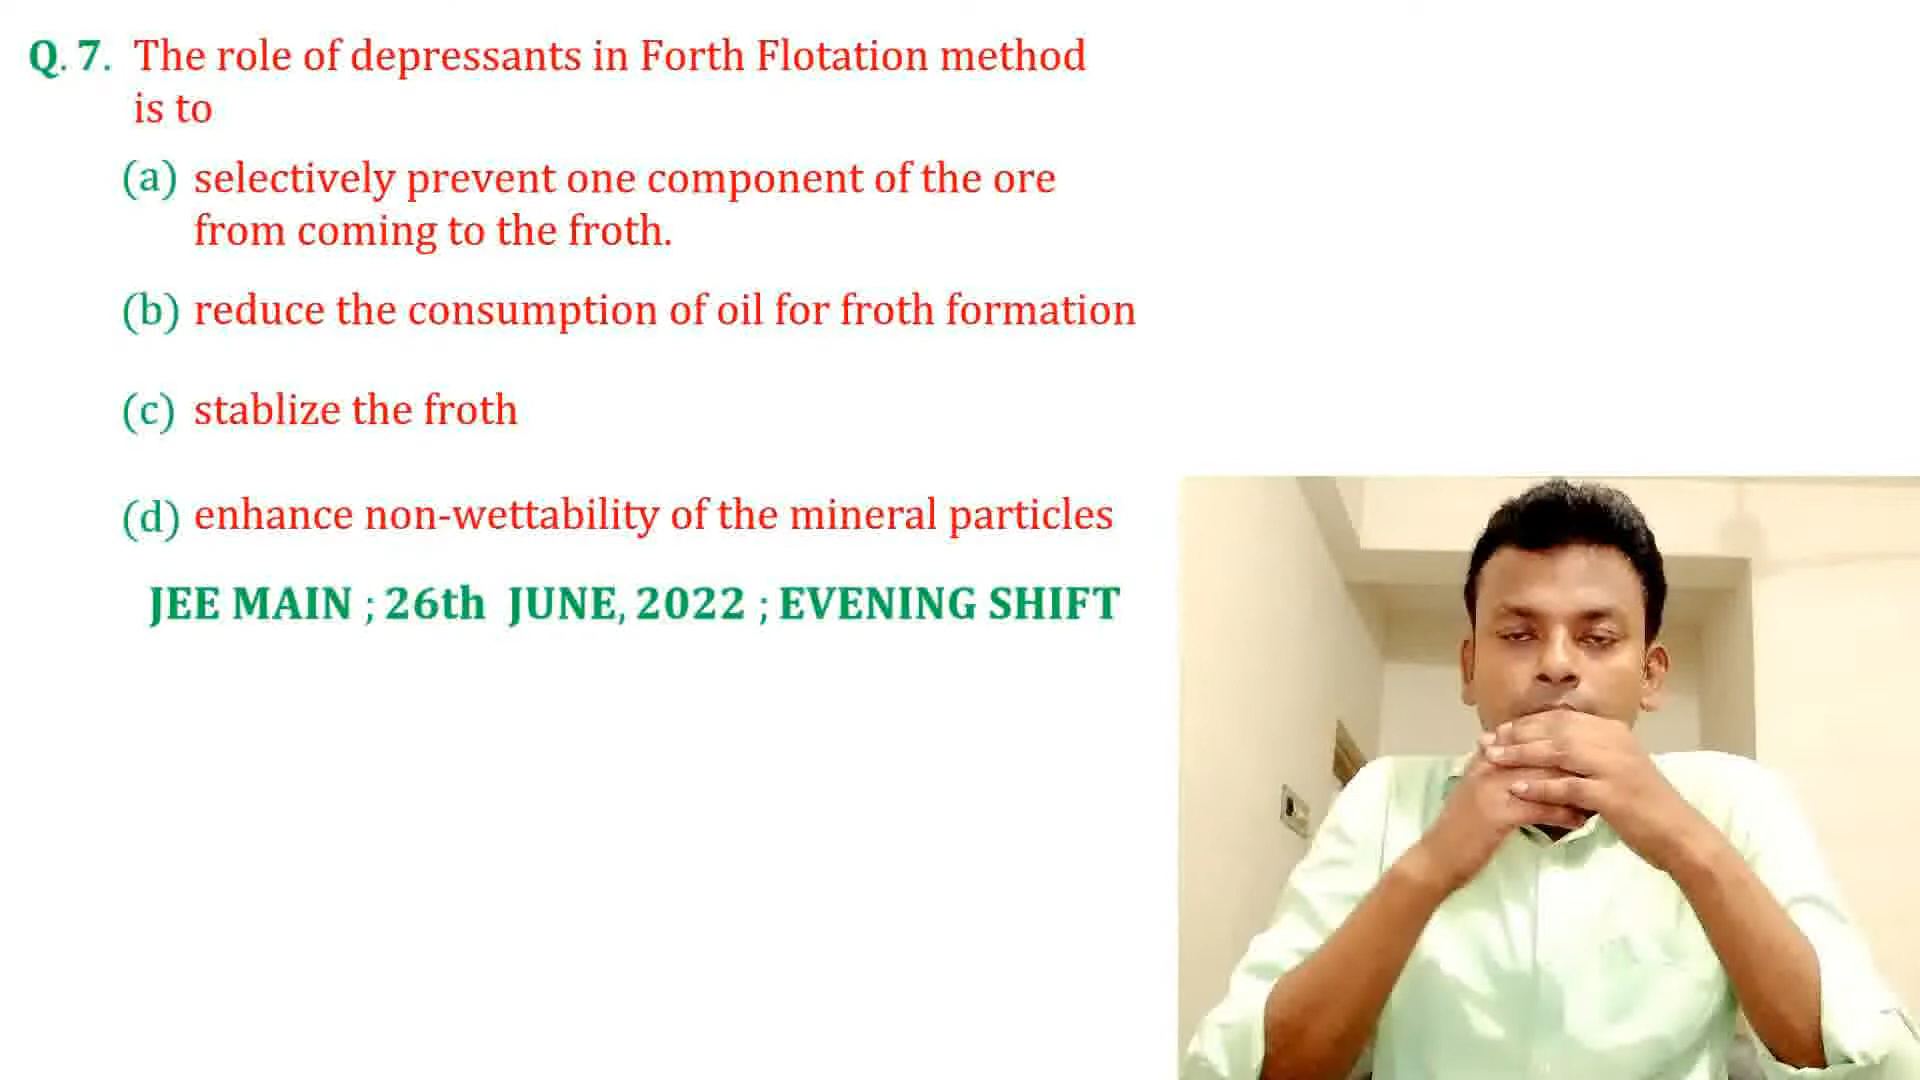 Q. 7. The role of depressants in Forth Flotation method
is to
(a) selectively prevent one component of the ore
from coming to the froth.
(b) reduce the consumption of oil for froth formation
(c) stablize the froth
(d) enhance non-wettability of the mineral particles
JEE MAIN ; 26th JUNE, 2022 ; EVENING SHIFT